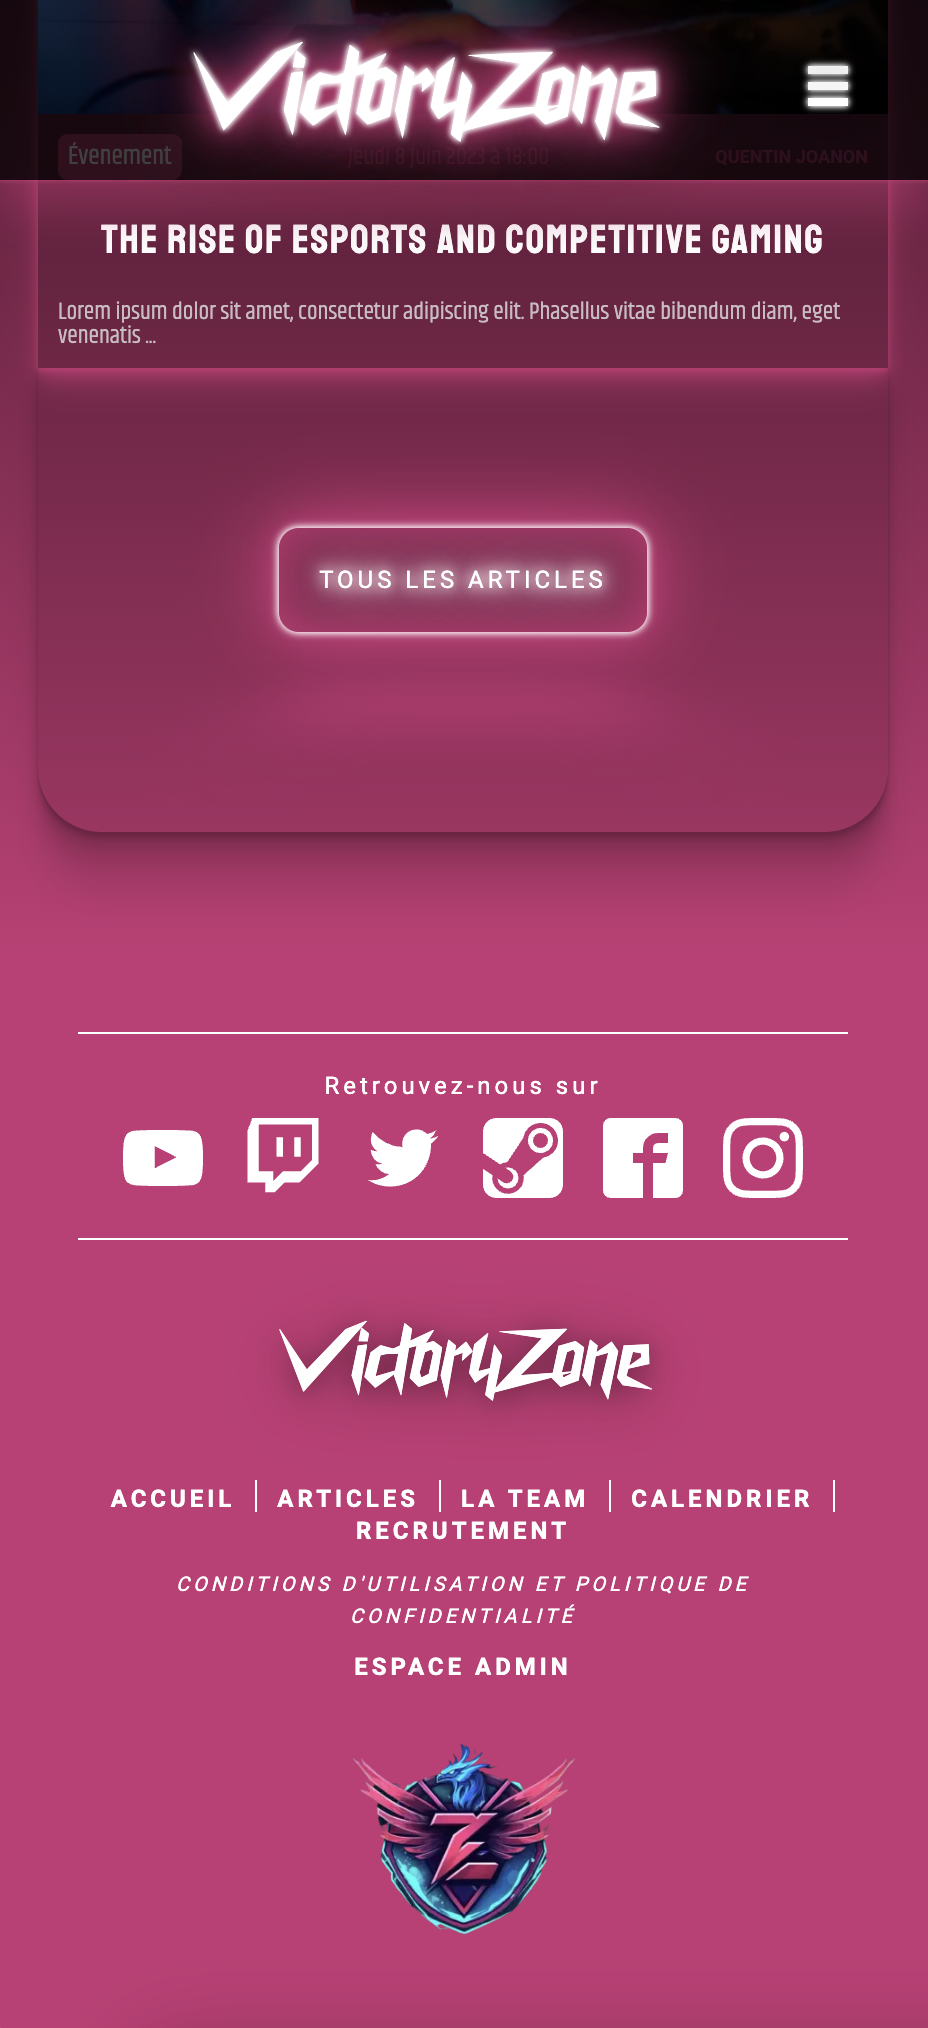 VictoryZone
Évenement
Jeudi 8 juin 2023 à 18:00
QUENTIN JOANON
THE RISE OF ESPORTS AND COMPETITIVE GAMING
Lorem ipsum dolor sit amet, consectetur adipiscing elit. Phasellus vitae bibendum diam, eget
venenatis ...
TOUS LES ARTICLES
Retrouvez-nous sur
VictoryZone
ACCUEIL
ARTICLES
LA TEAM
CALENDRIER
RECRUTEMENT
CONDITIONS D'UTILISATION ET POLITIQUE DE
CONFIDENTIALITÉ
ESPACE ADMIN
Z